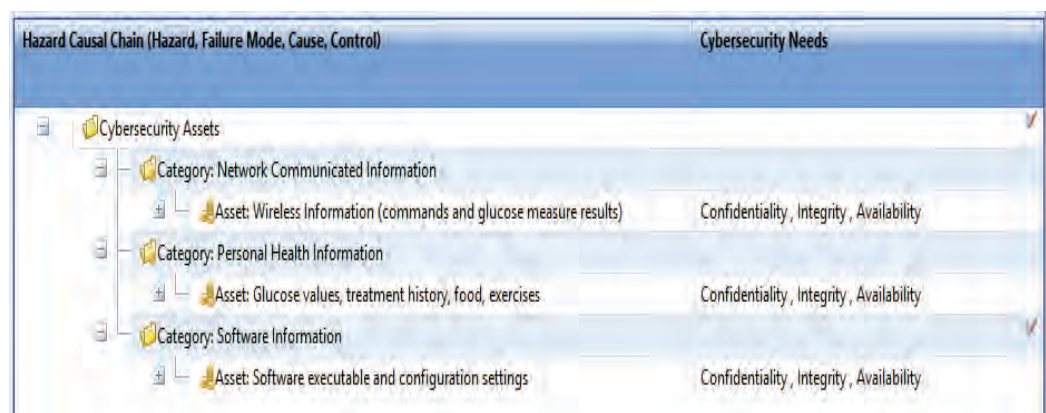 Hazard Causal Chain (Hazard, Failure Mode, Cause, Control) Cybersecurity Needs
Cybersecurity Assets
Category: Network Communicated Information
Asset: Wireless Information (commands and glucose measure results) Confidentiality , Integrity , Availability
Category: Personal Health Information
Asset: Glucose values, treatment history, food, exercises Confidentiality , Integrity , Availability
Category: Software Information
Asset: Software executable and configuration settings Confidentiality , Integrity , Availability